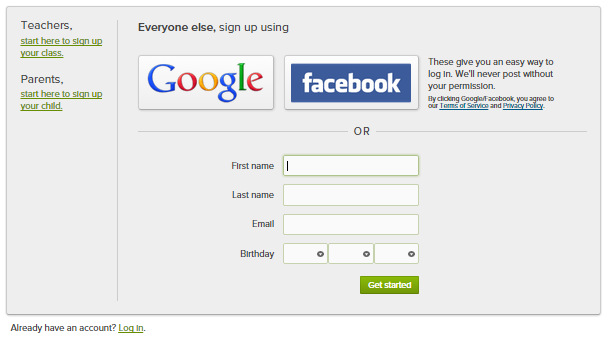 Teachers,
start here to sign up
your class.
Parents,
start here to sign up
your child.
Everyone else, sign up using
Google
facebook
These give you an easy way to
log in. We'll never post without
your permission.
By clicking Google/Facebook, you agree to
our Terms of Service and Privacy Policy.
OR
First name
Last name
Email
Birthday
Get started
Already have an account? Log in.